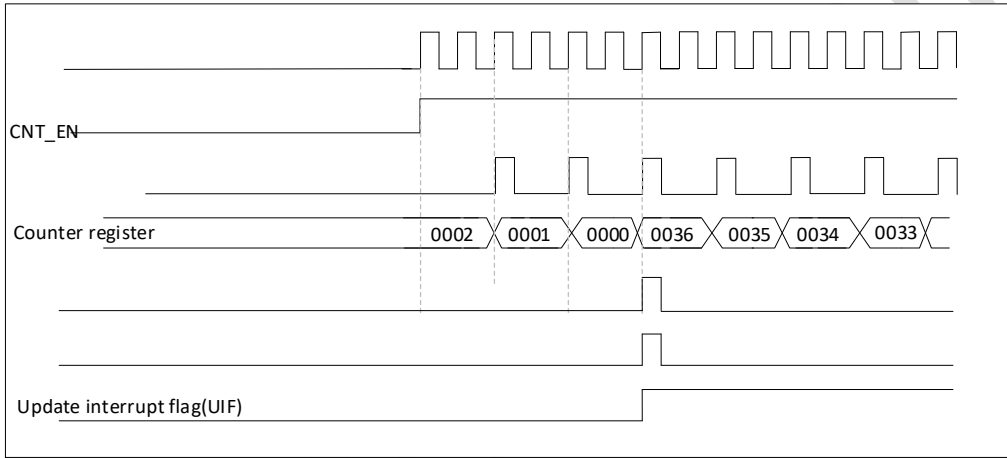 CNT_EN
Counter register 0002 0001 0000 0036 0035 0034 0033
Update interrupt flag(UIF)